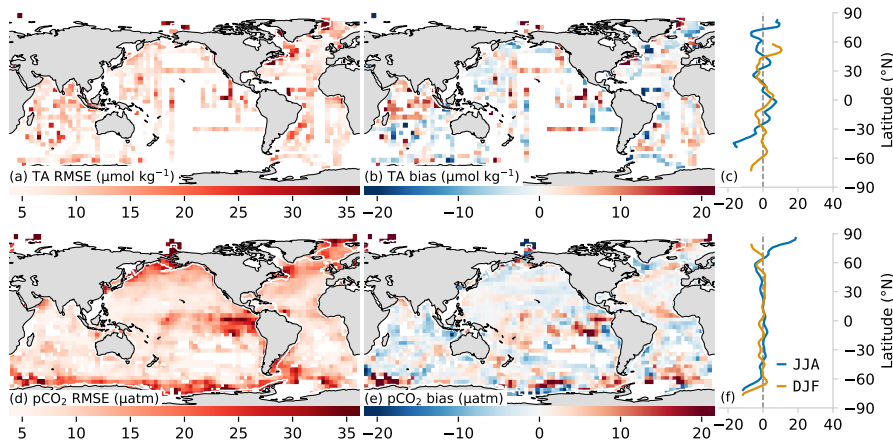 (a) TA RMSE (µmol kg⁻¹)
5 10 15 20 25 30 35
(b) TA bias (µmol kg⁻¹)
−20 −10 0 10 20
(c)
90
60
30
0
−30
−60
−90
Latitude (°N)
−20 0 20 40
(d) pCO₂ RMSE (µatm)
5 10 15 20 25 30 35
(e) pCO₂ bias (µatm)
−20 −10 0 10 20
(f)
JJA
DJF
90
60
30
0
−30
−60
−90
Latitude (°N)
−20 0 20 40